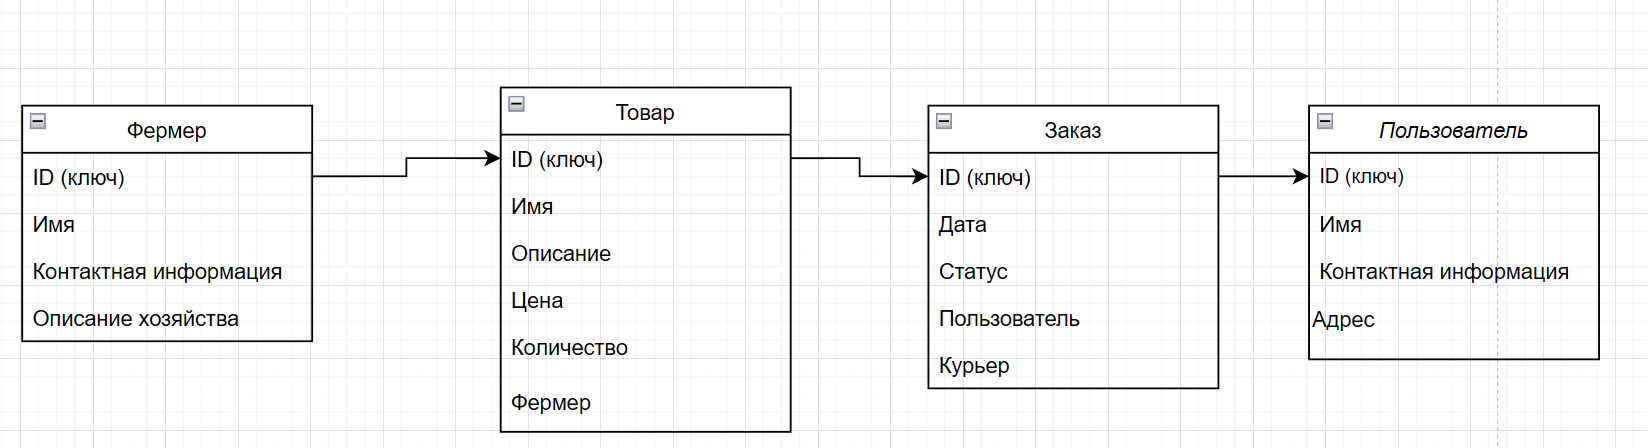 Фермер
ID (ключ)
Имя
Контактная информация
Описание хозяйства
Товар
ID (ключ)
Имя
Описание
Цена
Количество
Фермер
Заказ
ID (ключ)
Дата
Статус
Пользователь
Курьер
Пользователь
ID (ключ)
Имя
Контактная информация
Адрес